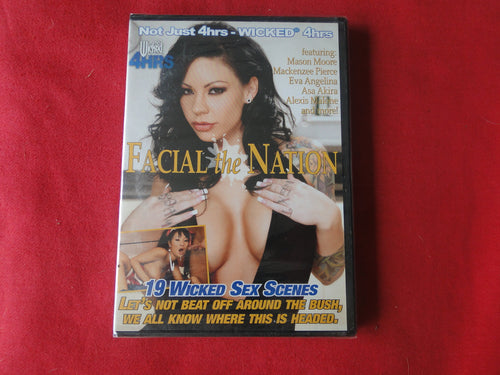 Not Just 4hrs - WICKED® 4hrs
Wicked
4HRS
featuring:
Mason Moore
Mackenzee Pierce
Eva Angelina
Asa Akira
Alexis Malone
and more!
FACIAL the NATION
19 WICKED SEX SCENES
LET'S NOT BEAT OFF AROUND THE BUSH,
WE ALL KNOW WHERE THIS IS HEADED.